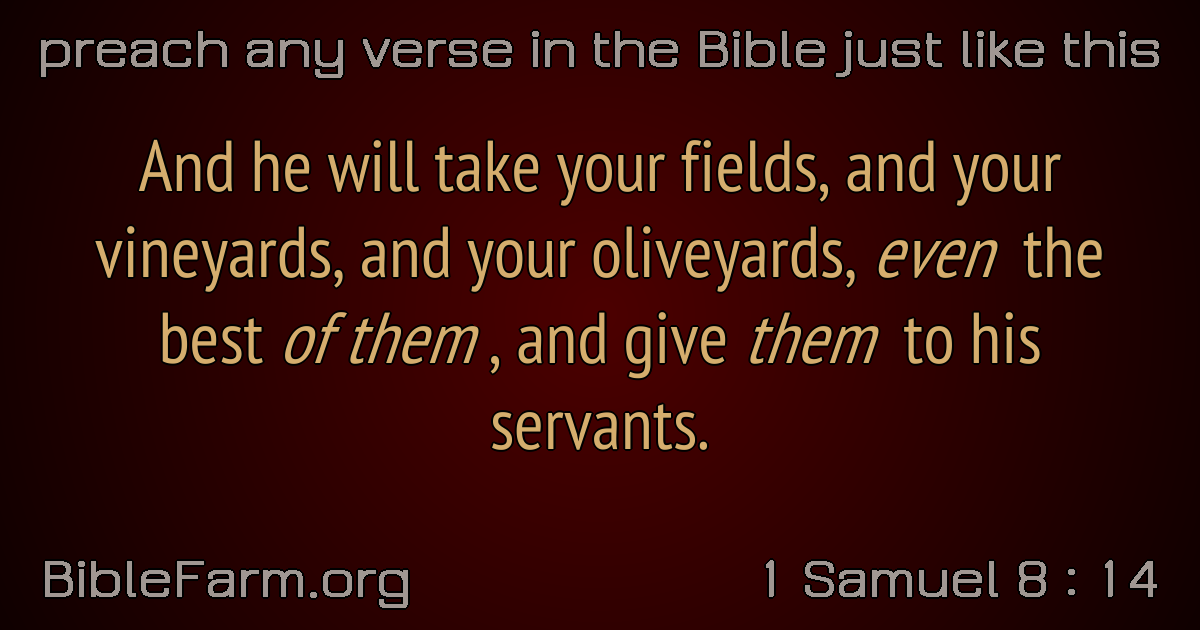 preach any verse in the Bible just like this
And he will take your fields, and your
vineyards, and your oliveyards, even the
best of them , and give them to his
servants.
BibleFarm.org
1 Samuel 8 : 14